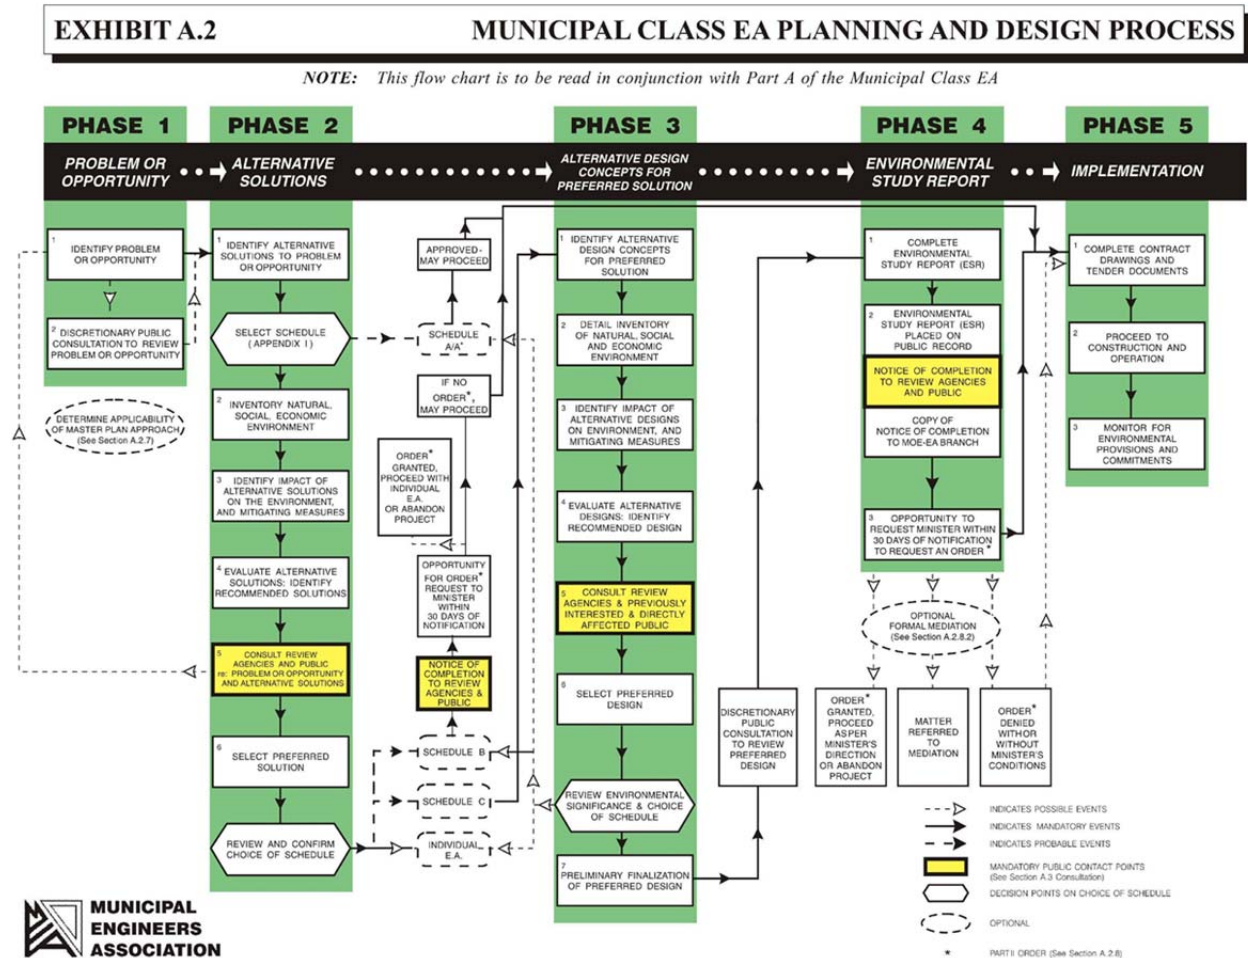 EXHIBIT A.2
MUNICIPAL CLASS EA PLANNING AND DESIGN PROCESS
NOTE: This flow chart is to be read in conjunction with Part A of the Municipal Class EA
PHASE 1
PROBLEM OR
OPPORTUNITY
1 IDENTIFY PROBLEM
OR OPPORTUNITY
2 DISCRETIONARY PUBLIC
CONSULTATION TO REVIEW
PROBLEM OR OPPORTUNITY
DETERMINE APPLICABILITY
OF MASTER PLAN APPROACH
(See Section A.2.7)
PHASE 2
ALTERNATIVE
SOLUTIONS
1 IDENTIFY ALTERNATIVE
SOLUTIONS TO PROBLEM
OR OPPORTUNITY
SELECT SCHEDULE
(APPENDIX I)
2 INVENTORY NATURAL,
SOCIAL, ECONOMIC
ENVIRONMENT
3 IDENTIFY IMPACT OF
ALTERNATIVE SOLUTIONS
ON THE ENVIRONMENT,
AND MITIGATING MEASURES
4 EVALUATE ALTERNATIVE
SOLUTIONS: IDENTIFY
RECOMMENDED SOLUTIONS
5 CONSULT REVIEW
AGENCIES AND PUBLIC
RE: PROBLEM OR OPPORTUNITY
AND ALTERNATIVE SOLUTIONS
6 SELECT PREFERRED
SOLUTION
REVIEW AND CONFIRM
CHOICE OF SCHEDULE
APPROVED-
MAY PROCEED
SCHEDULE
A/A+
IF NO
ORDER*,
MAY PROCEED
ORDER*
GRANTED,
PROCEED WITH
INDIVIDUAL
E.A.
OR ABANDON
PROJECT
OPPORTUNITY
FOR ORDER*
REQUEST TO
MINISTER
WITHIN
30 DAYS OF
NOTIFICATION
NOTICE OF
COMPLETION
TO REVIEW
AGENCIES &
PUBLIC
SCHEDULE B
SCHEDULE C
INDIVIDUAL
E.A.
PHASE 3
ALTERNATIVE DESIGN
CONCEPTS FOR
PREFERRED SOLUTION
1 IDENTIFY ALTERNATIVE
DESIGN CONCEPTS
FOR PREFERRED
SOLUTION
2 DETAIL INVENTORY
OF NATURAL, SOCIAL
AND ECONOMIC
ENVIRONMENT
3 IDENTIFY IMPACT OF
ALTERNATIVE DESIGNS
ON ENVIRONMENT, AND
MITIGATING MEASURES
4 EVALUATE ALTERNATIVE
DESIGNS: IDENTIFY
RECOMMENDED DESIGN
5 CONSULT REVIEW
AGENCIES & PREVIOUSLY
INTERESTED & DIRECTLY
AFFECTED PUBLIC
6 SELECT PREFERRED
DESIGN
REVIEW ENVIRONMENTAL
SIGNIFICANCE & CHOICE
OF SCHEDULE
7 PRELIMINARY FINALIZATION
OF PREFERRED DESIGN
DISCRETIONARY
PUBLIC
CONSULTATION
TO REVIEW
PREFERRED
DESIGN
PHASE 4
ENVIRONMENTAL
STUDY REPORT
1 COMPLETE
ENVIRONMENTAL
STUDY REPORT (ESR)
2 ENVIRONMENTAL
STUDY REPORT (ESR)
PLACED ON
PUBLIC RECORD
NOTICE OF COMPLETION
TO REVIEW AGENCIES
AND PUBLIC
COPY OF
NOTICE OF COMPLETION
TO MOE-EA BRANCH
3 OPPORTUNITY TO
REQUEST MINISTER WITHIN
30 DAYS OF NOTIFICATION
TO REQUEST AN ORDER*
OPTIONAL
FORMAL MEDIATION
(See Section A.2.8.2)
ORDER*
GRANTED,
PROCEED
AS PER
MINISTER'S
DIRECTION
OR ABANDON
PROJECT
MATTER
REFERRED
TO
MEDIATION
ORDER*
DENIED
WITH OR
WITHOUT
MINISTER'S
CONDITIONS
PHASE 5
IMPLEMENTATION
1 COMPLETE CONTRACT
DRAWINGS AND
TENDER DOCUMENTS
2 PROCEED TO
CONSTRUCTION AND
OPERATION
3 MONITOR FOR
ENVIRONMENTAL
PROVISIONS AND
COMMITMENTS
INDICATES POSSIBLE EVENTS
INDICATES MANDATORY EVENTS
INDICATES PROBABLE EVENTS
MANDATORY PUBLIC CONTACT POINTS
(See Section A.3 Consultation)
DECISION POINTS ON CHOICE OF SCHEDULE
OPTIONAL
* PART II ORDER (See Section A.2.8)
MUNICIPAL
ENGINEERS
ASSOCIATION